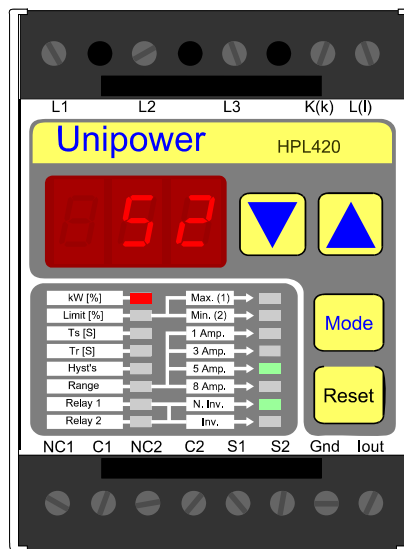 L1 L2 L3 K(k) L(l)
Unipower HPL420
52
kW [%] Max. (1)
Limit [%] Min. (2)
Ts [S] 1 Amp.
Tr [S] 3 Amp.
Hyst's 5 Amp.
Range 8 Amp.
Relay 1 N. Inv.
Relay 2 Inv.
Mode
Reset
NC1 C1 NC2 C2 S1 S2 Gnd Iout